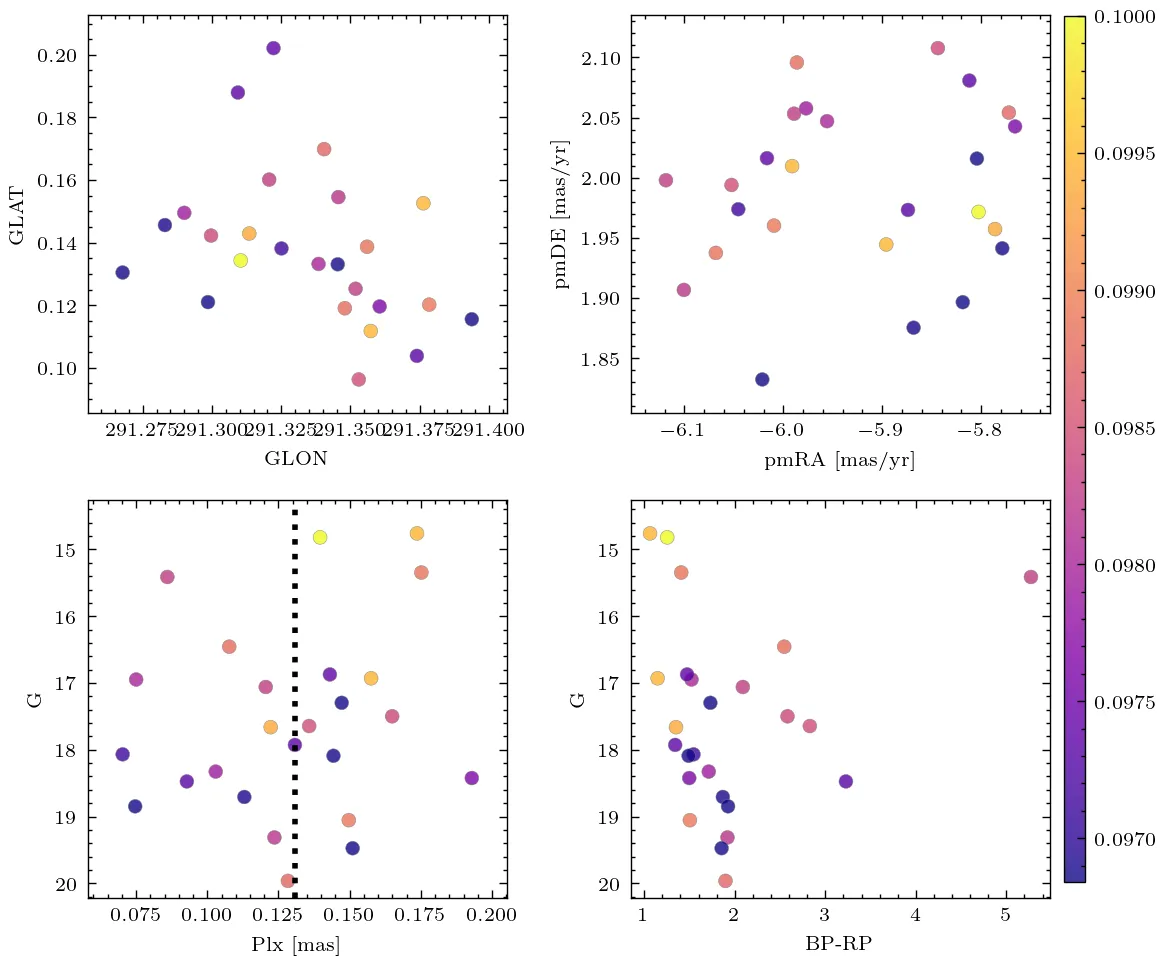 0.20
0.18
0.16
0.14
0.12
0.10
GLAT
291.275 291.300 291.325 291.350 291.375 291.400
GLON
2.10
2.05
2.00
1.95
1.90
1.85
pmDE [mas/yr]
−6.1 −6.0 −5.9 −5.8
pmRA [mas/yr]
0.1000
0.0995
0.0990
0.0985
0.0980
0.0975
0.0970
15
16
17
18
19
20
G
0.075 0.100 0.125 0.150 0.175 0.200
Plx [mas]
15
16
17
18
19
20
G
1 2 3 4 5
BP-RP